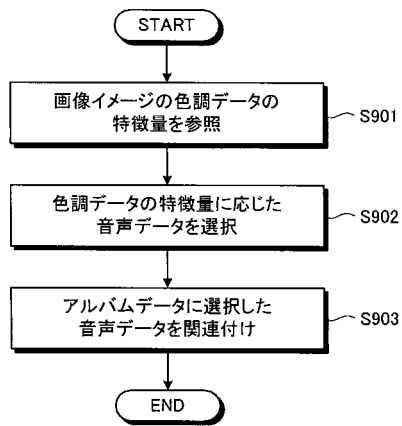 START
画像イメージの色調データの
特徴量を参照
S901
色調データの特徴量に応じた
音声データを選択
S902
アルバムデータに選択した
音声データを関連付け
S903
END